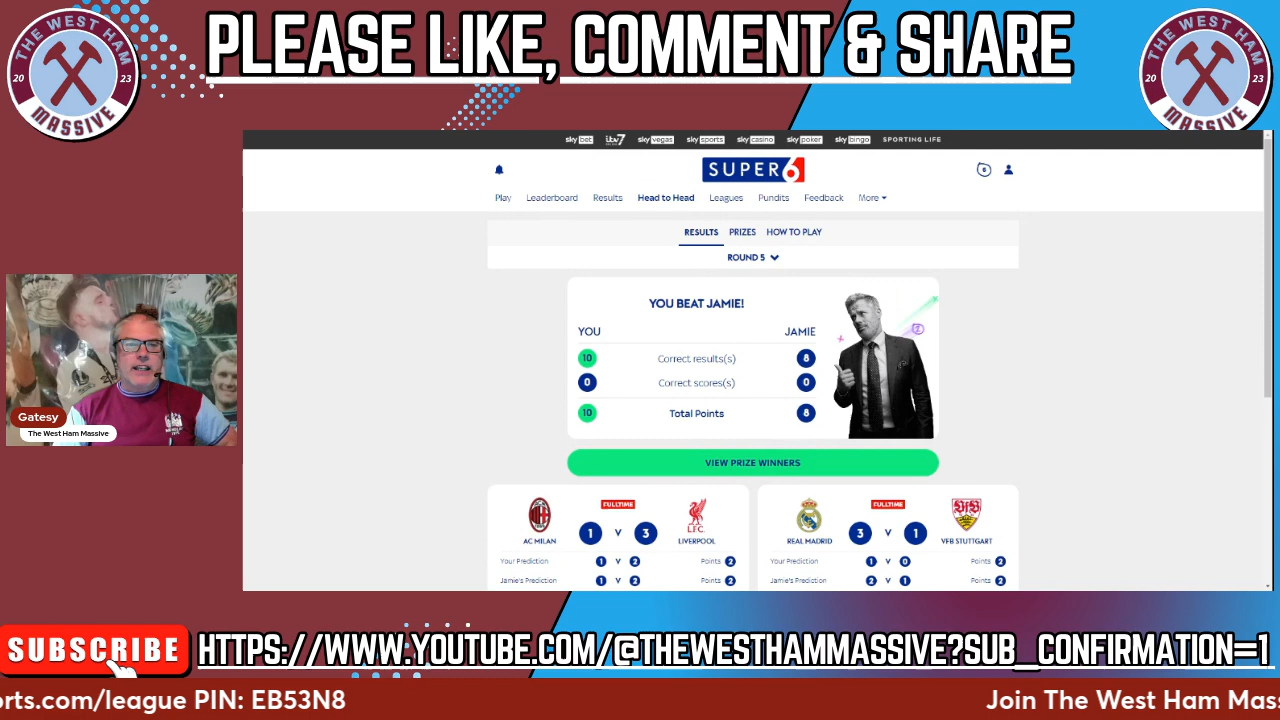 PLEASE LIKE, COMMENT & SHARE
THE WEST HAM
20 23
MASSIVE
THE WEST HAM
20 23
MASSIVE
sky bet itv7 sky vegas sky sports sky casino sky poker sky bingo SPORTING LIFE
SUPER 6
6
Play Leaderboard Results Head to Head Leagues Pundits Feedback More
RESULTS PRIZES HOW TO PLAY
ROUND 5
YOU BEAT JAMIE!
YOU JAMIE
10 Correct results(s) 8
0 Correct scores(s) 0
10 Total Points 8
VIEW PRIZE WINNERS
FULLTIME
1 V 3
AC MILAN LIVERPOOL
L.F.C.
Your Prediction 1 V 2 Points 2
Jamie's Prediction 1 V 2 Points 2
FULLTIME
3 V 1
REAL MADRID VFB STUTTGART
Your Prediction 1 V 0 Points 2
Jamie's Prediction 2 V 1 Points 2
Gatesy
The West Ham Massive
SUBSCRIBE
HTTPS://WWW.YOUTUBE.COM/@THEWESTHAMMASSIVE?SUB_CONFIRMATION=1
orts.com/league PIN: EB53N8
Join The West Ham Mass